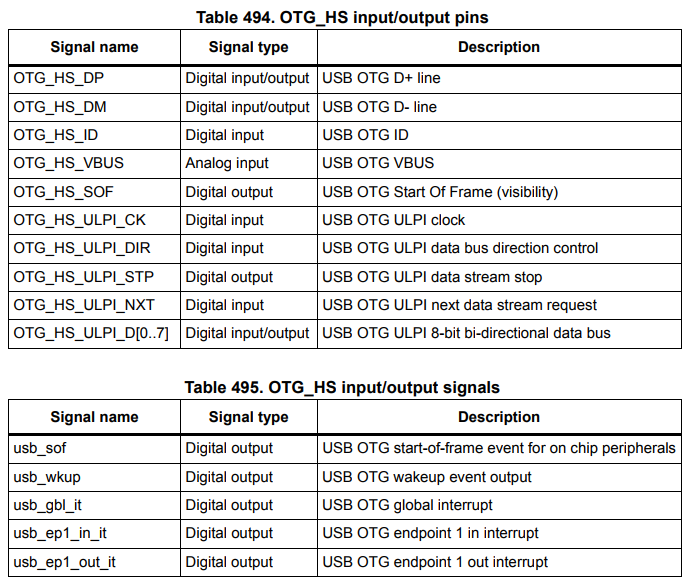 Table 494. OTG_HS input/output pins
Signal name Signal type Description
OTG_HS_DP Digital input/output USB OTG D+ line
OTG_HS_DM Digital input/output USB OTG D- line
OTG_HS_ID Digital input USB OTG ID
OTG_HS_VBUS Analog input USB OTG VBUS
OTG_HS_SOF Digital output USB OTG Start Of Frame (visibility)
OTG_HS_ULPI_CK Digital input USB OTG ULPI clock
OTG_HS_ULPI_DIR Digital input USB OTG ULPI data bus direction control
OTG_HS_ULPI_STP Digital output USB OTG ULPI data stream stop
OTG_HS_ULPI_NXT Digital input USB OTG ULPI next data stream request
OTG_HS_ULPI_D[0..7] Digital input/output USB OTG ULPI 8-bit bi-directional data bus
Table 495. OTG_HS input/output signals
Signal name Signal type Description
usb_sof Digital output USB OTG start-of-frame event for on chip peripherals
usb_wkup Digital output USB OTG wakeup event output
usb_gbl_it Digital output USB OTG global interrupt
usb_ep1_in_it Digital output USB OTG endpoint 1 in interrupt
usb_ep1_out_it Digital output USB OTG endpoint 1 out interrupt